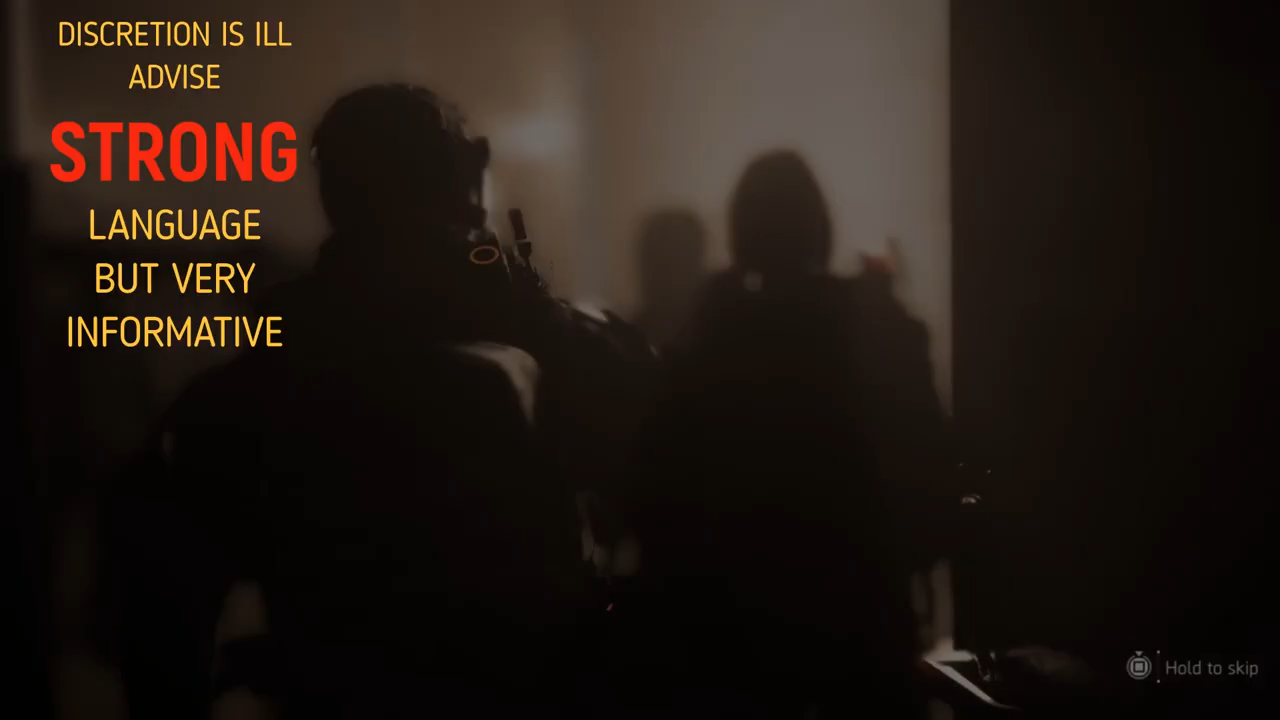 DISCRETION IS ILL
ADVISE
STRONG
LANGUAGE
BUT VERY
INFORMATIVE
Hold to skip